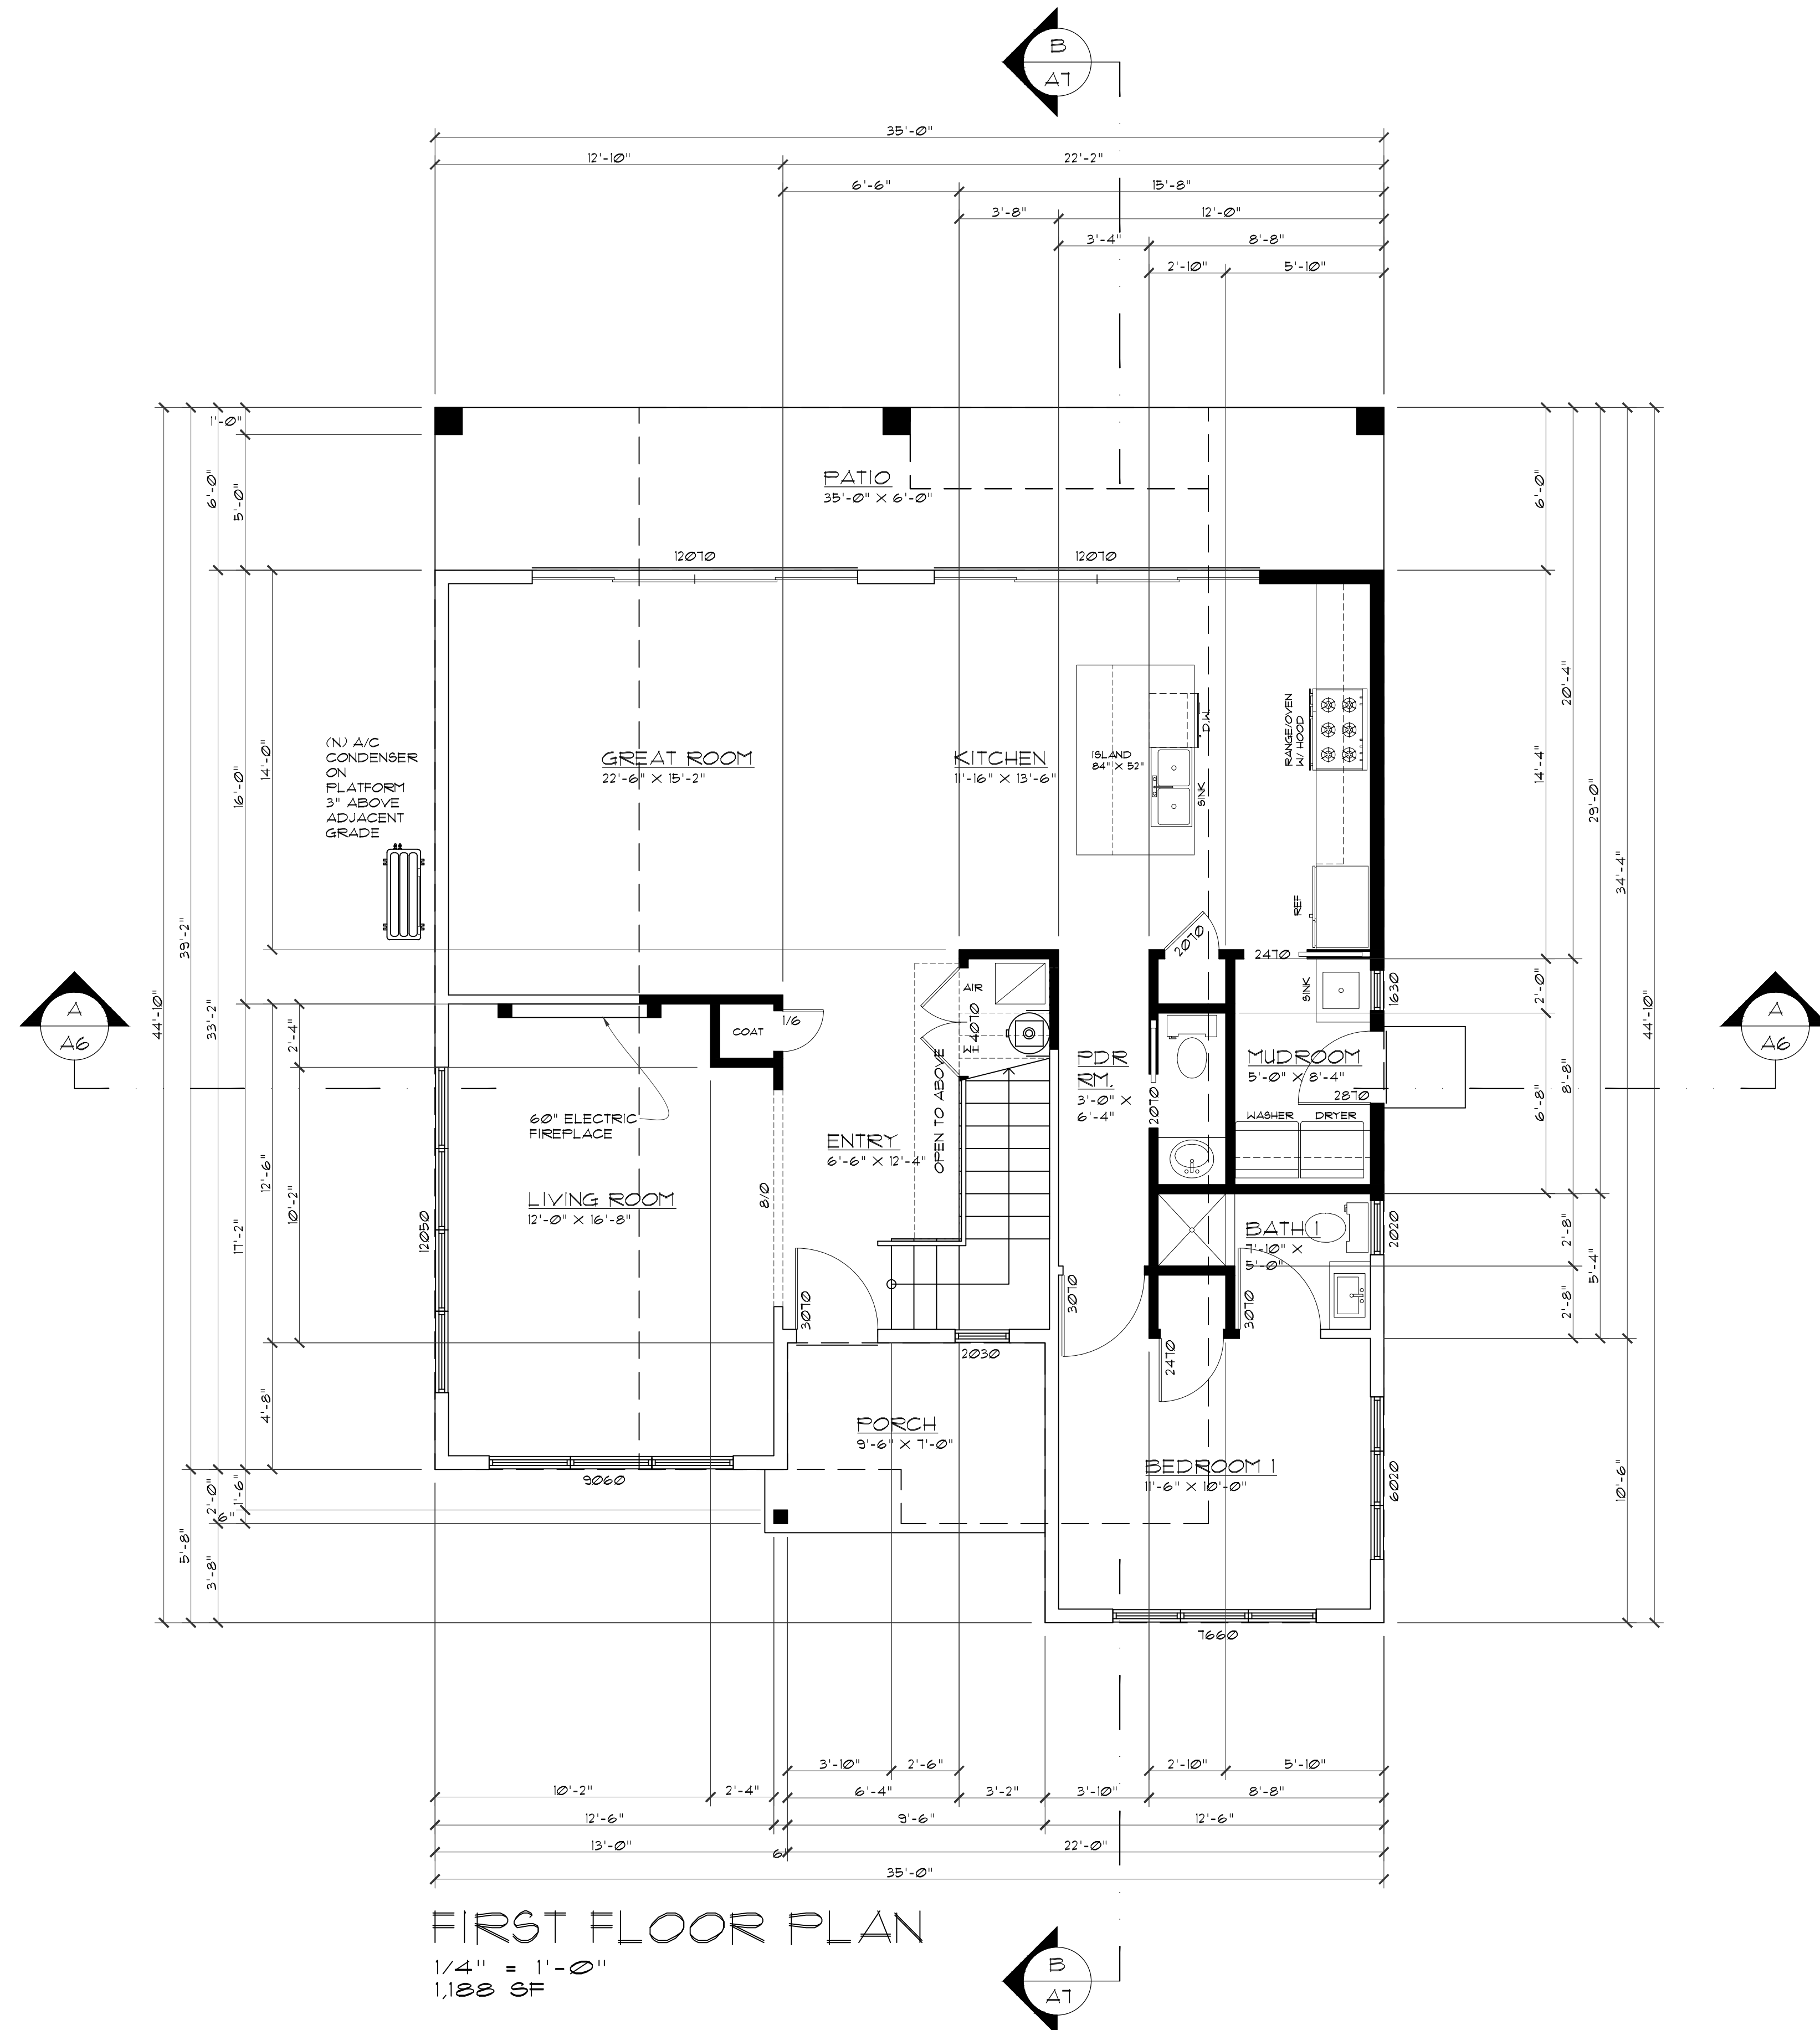 B
A7
35'-0"
12'-10"
22'-2"
6'-6"
15'-8"
3'-8"
12'-0"
3'-4"
8'-8"
2'-10"
5'-10"
1'-0"
6'-0"
5'-0"
PATIO
35'-0" X 6'-0"
6'-0"
12070
12070
(N) A/C
CONDENSER
ON
PLATFORM
3" ABOVE
ADJACENT
GRADE
16'-0"
14'-0"
GREAT ROOM
22'-6" X 15'-2"
KITCHEN
11'-16" X 13'-6"
ISLAND
84" X 52"
D.W.
SINK
RANGE/OVEN
W/ HOOD
REF
14'-4"
20'-4"
29'-0"
34'-4"
44'-10"
39'-2"
33'-2"
44'-10"
2070
2470
AIR
WH
4070
SINK
1630
2'-0"
A
A6
A
A6
2'-4"
COAT
1/6
PDR
RM.
3'-0" X
6'-4"
2070
MUDROOM
5'-0" X 8'-4"
2870
WASHER
DRYER
6'-8"
8'-8"
60" ELECTRIC
FIREPLACE
OPEN TO ABOVE
ENTRY
6'-6" X 12'-4"
LIVING ROOM
12'-0" X 16'-8"
8/0
12050
12'-6"
10'-2"
17'-2"
BATH 1
7'-10" X
5'-0"
2020
2'-8"
5'-4"
2'-8"
3070
3070
3070
2470
2030
4'-8"
PORCH
9'-6" X 7'-0"
BEDROOM 1
11'-6" X 10'-0"
6020
10'-6"
9060
2'-0"
1'-6"
6"
5'-8"
3'-8"
7660
3'-10"
2'-6"
2'-10"
5'-10"
10'-2"
2'-4"
6'-4"
3'-2"
3'-10"
8'-8"
12'-6"
9'-6"
12'-6"
13'-0"
6"
22'-0"
35'-0"
FIRST FLOOR PLAN
1/4" = 1'-0"
1,188 SF
B
A7